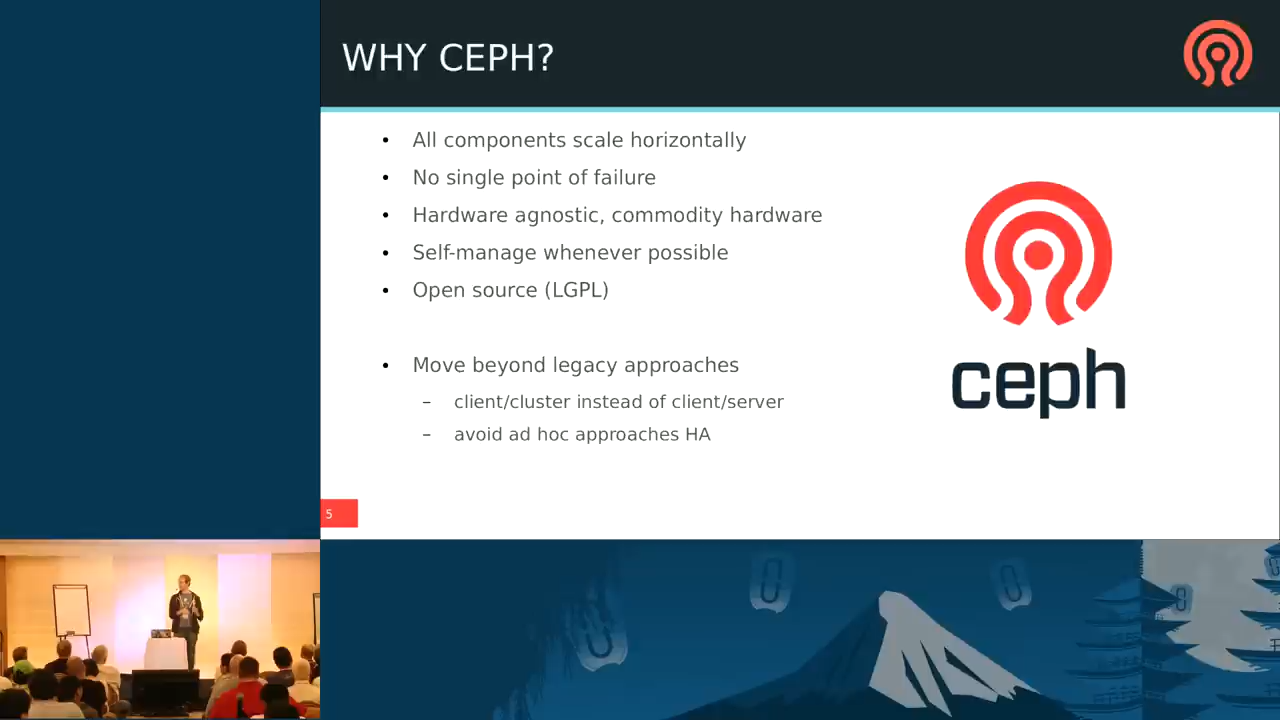 WHY CEPH?
• All components scale horizontally
• No single point of failure
• Hardware agnostic, commodity hardware
• Self-manage whenever possible
• Open source (LGPL)
• Move beyond legacy approaches
– client/cluster instead of client/server
– avoid ad hoc approaches HA
ceph
5